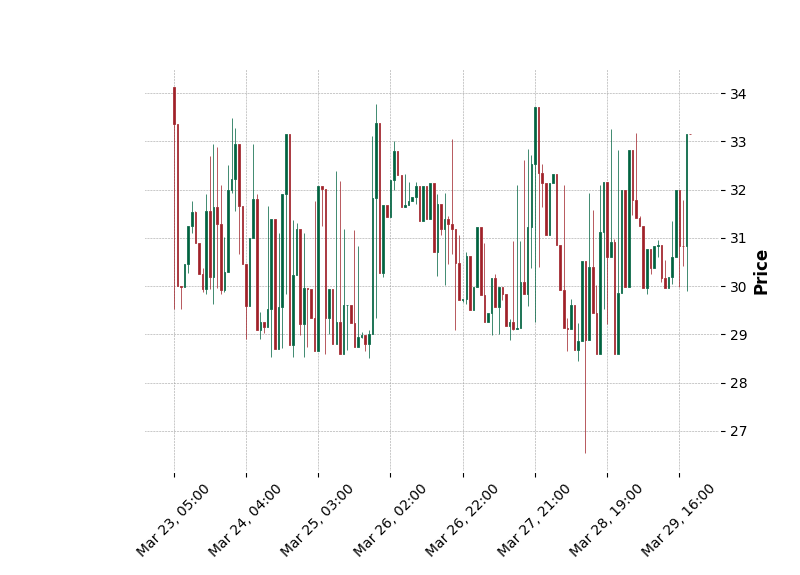 34
33
32
31
30
29
28
27
Price
Mar 23, 05:00
Mar 24, 04:00
Mar 25, 03:00
Mar 26, 02:00
Mar 26, 22:00
Mar 27, 21:00
Mar 28, 19:00
Mar 29, 16:00